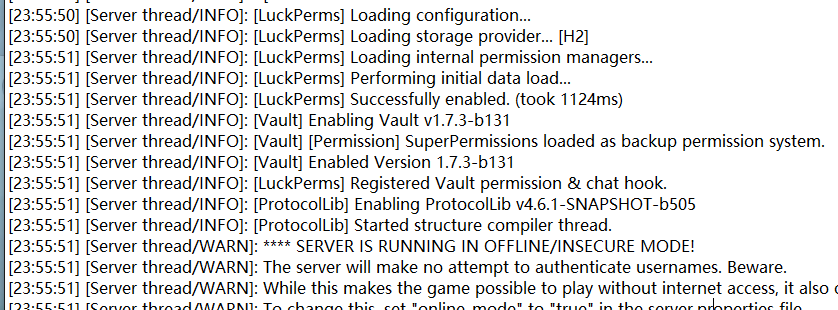 [23:55:50] [Server thread/INFO]: [LuckPerms] Loading configuration...
[23:55:50] [Server thread/INFO]: [LuckPerms] Loading storage provider... [H2]
[23:55:51] [Server thread/INFO]: [LuckPerms] Loading internal permission managers...
[23:55:51] [Server thread/INFO]: [LuckPerms] Performing initial data load...
[23:55:51] [Server thread/INFO]: [LuckPerms] Successfully enabled. (took 1124ms)
[23:55:51] [Server thread/INFO]: [Vault] Enabling Vault v1.7.3-b131
[23:55:51] [Server thread/INFO]: [Vault] [Permission] SuperPermissions loaded as backup permission system.
[23:55:51] [Server thread/INFO]: [Vault] Enabled Version 1.7.3-b131
[23:55:51] [Server thread/INFO]: [LuckPerms] Registered Vault permission & chat hook.
[23:55:51] [Server thread/INFO]: [ProtocolLib] Enabling ProtocolLib v4.6.1-SNAPSHOT-b505
[23:55:51] [Server thread/INFO]: [ProtocolLib] Started structure compiler thread.
[23:55:51] [Server thread/WARN]: **** SERVER IS RUNNING IN OFFLINE/INSECURE MODE!
[23:55:51] [Server thread/WARN]: The server will make no attempt to authenticate usernames. Beware.
[23:55:51] [Server thread/WARN]: While this makes the game possible to play without internet access, it also
[23:55:51] [Server thread/WARN]: To change this, set "online-mode" to "true" in the server.properties file.